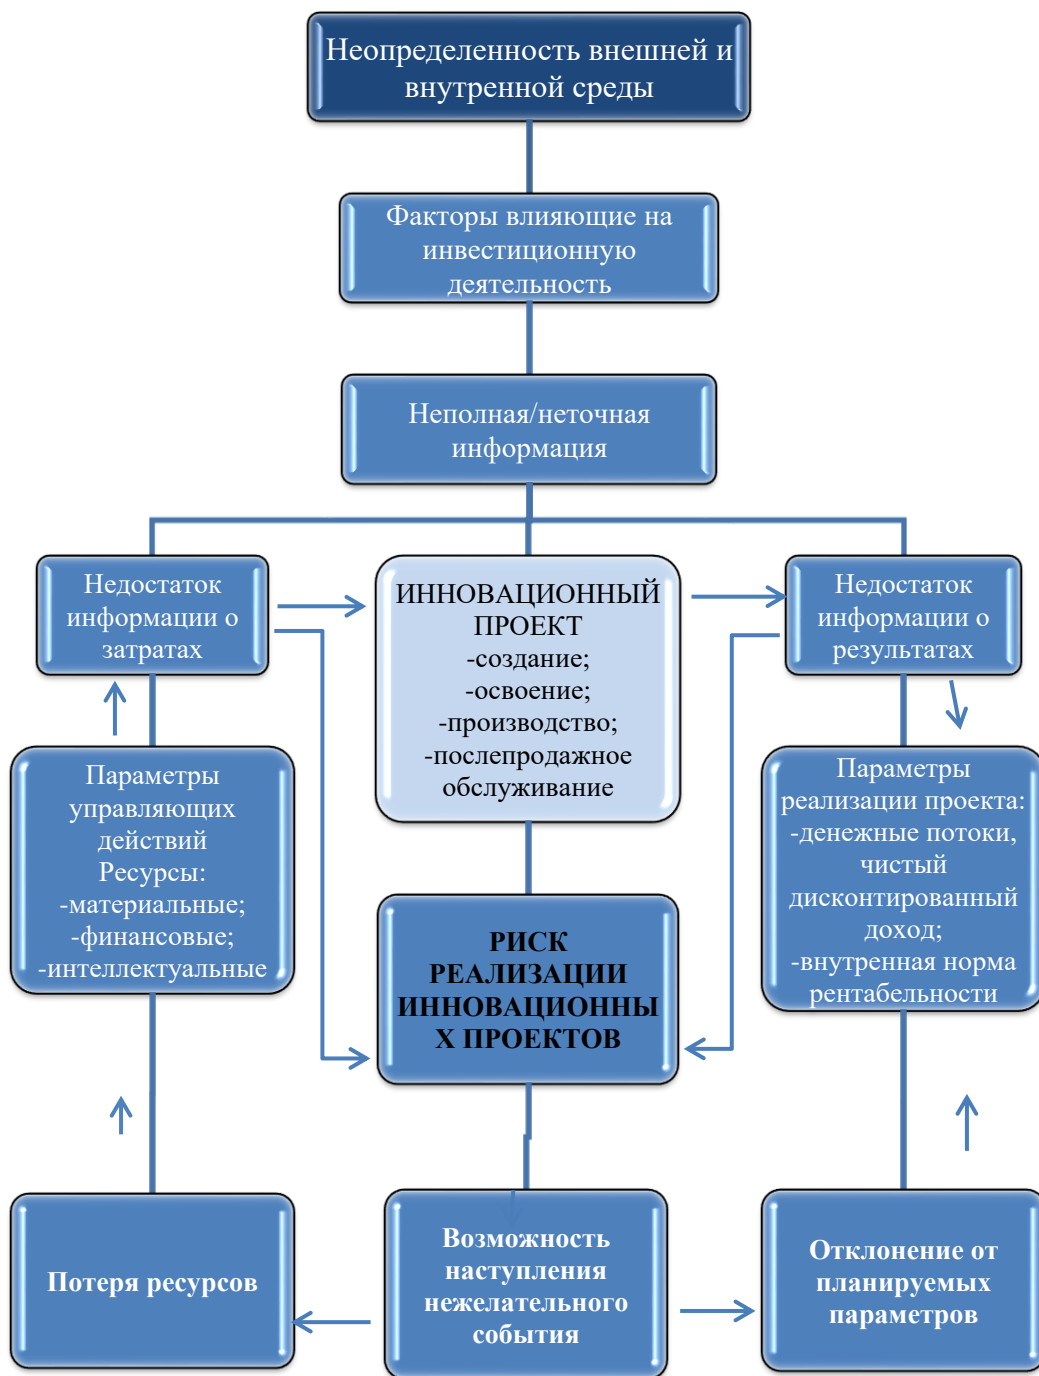 Неопределенность внешней и
внутренной среды
Факторы влияющие на
инвестиционную
деятельность
Неполная/неточная
информация
Недостаток
информации о
затратах
ИННОВАЦИОННЫЙ
ПРОЕКТ
-создание;
-освоение;
-производство;
-послепродажное
обслуживание
Недостаток
информации о
результатах
Параметры
управляющих
действий
Ресурсы:
-материальные;
-финансовые;
-интеллектуальные
РИСК
РЕАЛИЗАЦИИ
ИННОВАЦИОННЫ
Х ПРОЕКТОВ
Параметры
реализации проекта:
-денежные потоки,
чистый
дисконтированный
доход;
-внутренная норма
рентабельности
Потеря ресурсов
Возможность
наступления
нежелательного
события
Отклонение от
планируемых
параметров